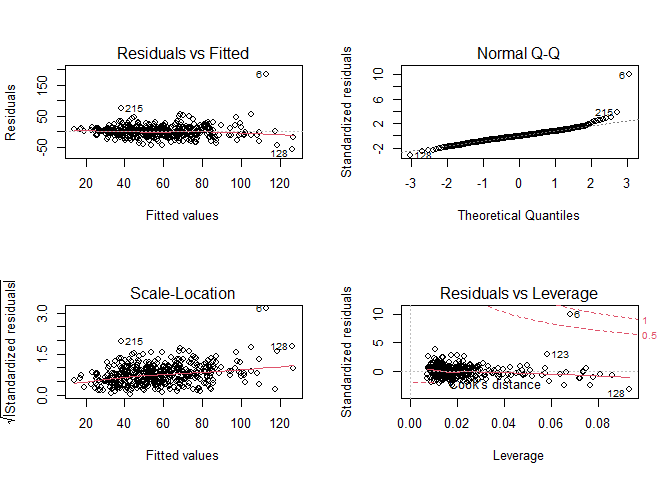 Residuals vs Fitted
Residuals
-50 50 150
6
215
128
20 40 60 80 100 120
Fitted values
Normal Q-Q
Standardized residuals
-2 2 6 10
6
215
128
-3 -2 -1 0 1 2 3
Theoretical Quantiles
Scale-Location
√|Standardized residuals|
0.0 1.5 3.0
6
215
128
20 40 60 80 100 120
Fitted values
Residuals vs Leverage
Standardized residuals
0 5 10
6
1
0.5
123
Cook's distance
128
0.00 0.02 0.04 0.06 0.08
Leverage